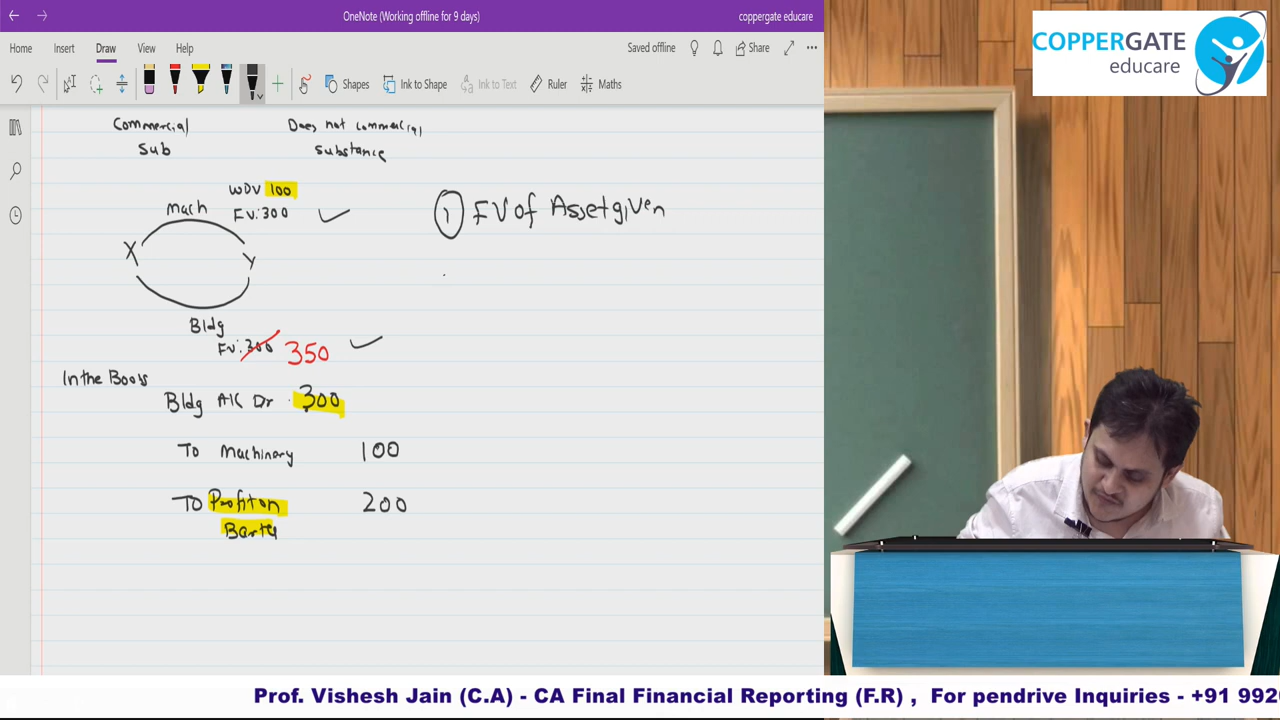 OneNote (Working offline for 9 days)
coppergate educare
Home Insert Draw View Help
Saved offline Share
Shapes Ink to Shape Ink to Text Ruler Maths
COPPERGATE
educare
Commercial
Sub
Does not commercial
substance
WDV 100
Mach
FV: 300
① FV of Asset given
X Y
Bldg
FV: 300 350
In the Books
Bldg A/c Dr 300
To Machinery 100
To Profit on 200
Barter
Prof. Vishesh Jain (C.A) - CA Final Financial Reporting (F.R) , For pendrive Inquiries - +91 992